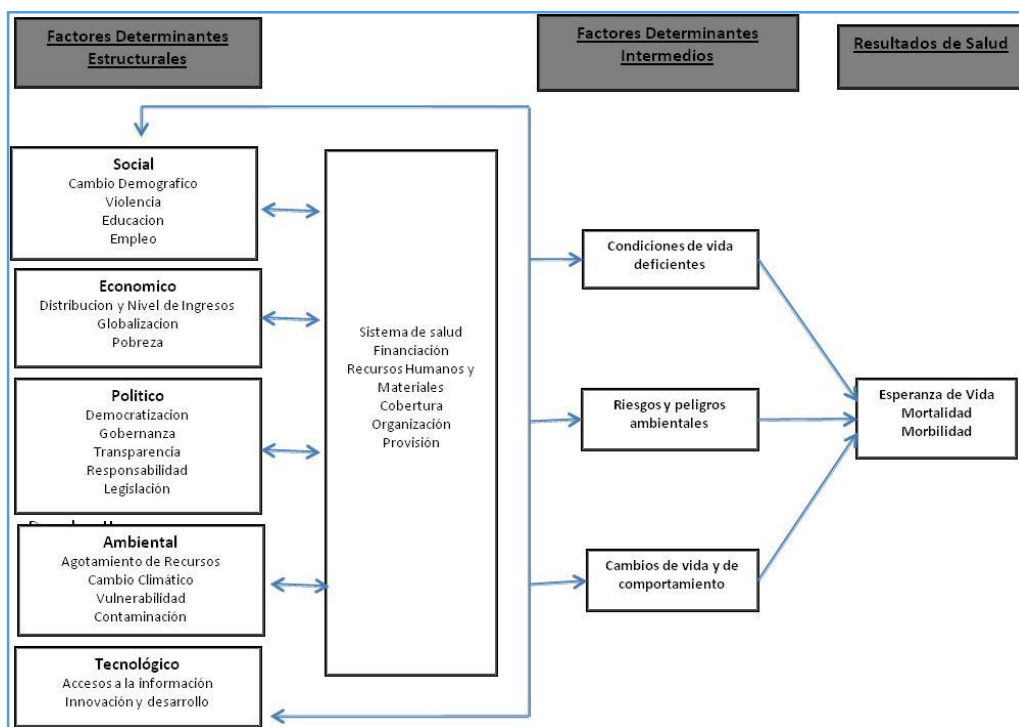 Factores Determinantes
Estructurales
Factores Determinantes
Intermedios
Resultados de Salud
Social
Cambio Demografico
Violencia
Educacion
Empleo
Economico
Distribucion y Nivel de Ingresos
Globalizacion
Pobreza
Politico
Democratizacion
Gobernanza
Transparencia
Responsabilidad
Legislación
Ambiental
Agotamiento de Recursos
Cambio Climático
Vulnerabilidad
Contaminación
Tecnológico
Accesos a la información
Innovación y desarrollo
Sistema de salud
Financiación
Recursos Humanos y
Materiales
Cobertura
Organización
Provisión
Condiciones de vida
deficientes
Riesgos y peligros
ambientales
Cambios de vida y de
comportamiento
Esperanza de Vida
Mortalidad
Morbilidad